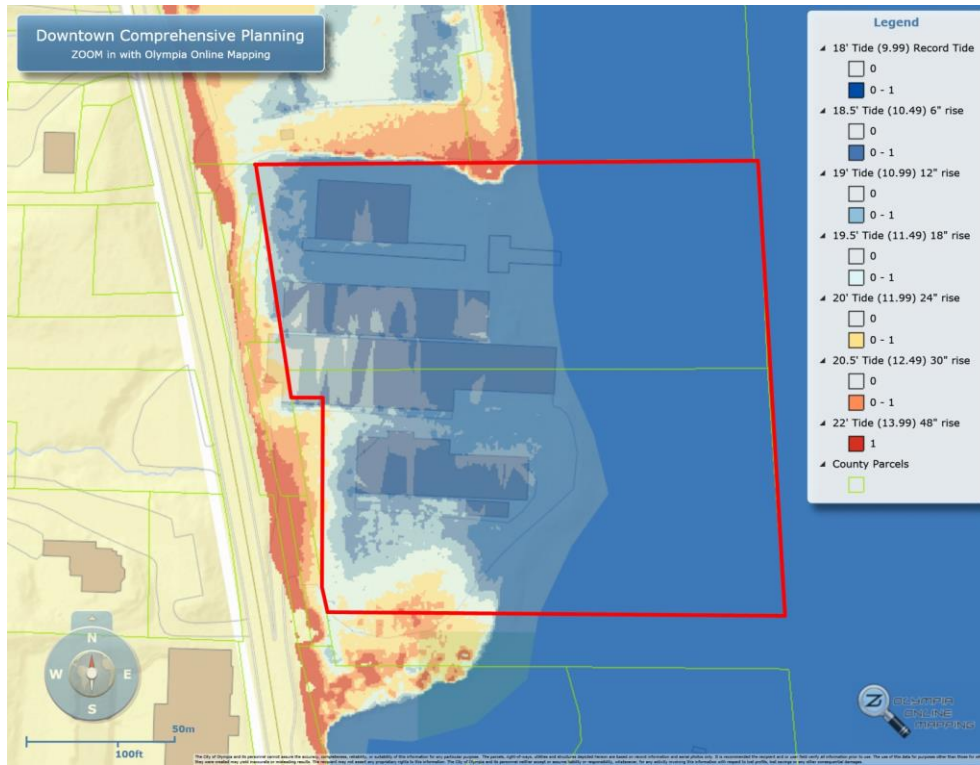 Downtown Comprehensive Planning
ZOOM in with Olympia Online Mapping
Legend
18' Tide (9.99) Record Tide
0
0 - 1
18.5' Tide (10.49) 6" rise
0
0 - 1
19' Tide (10.99) 12" rise
0
0 - 1
19.5' Tide (11.49) 18" rise
0
0 - 1
20' Tide (11.99) 24" rise
0
0 - 1
20.5' Tide (12.49) 30" rise
0
0 - 1
22' Tide (13.99) 48" rise
1
County Parcels
N
W E
S
50m
100ft
Z OLYMPIA
ONLINE
MAPPING